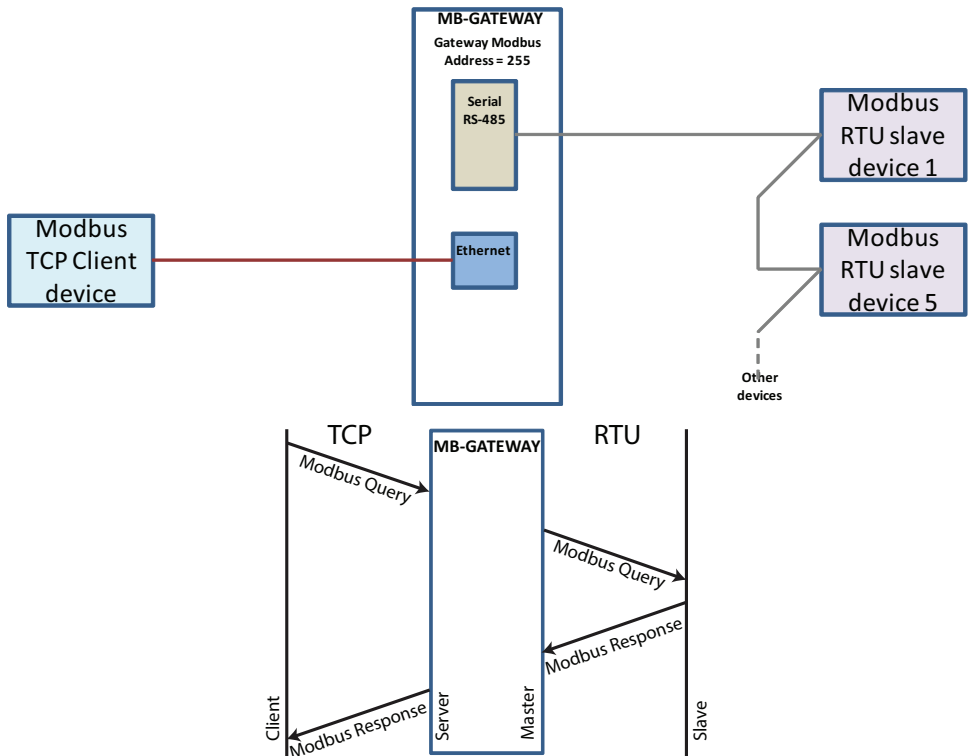 MB-GATEWAY
Gateway Modbus
Address = 255
Serial
RS-485
Ethernet
Modbus
TCP Client
device
Modbus
RTU slave
device 1
Modbus
RTU slave
device 5
Other
devices
TCP
MB-GATEWAY
RTU
Modbus Query
Modbus Query
Modbus Response
Modbus Response
Client
Server
Master
Slave